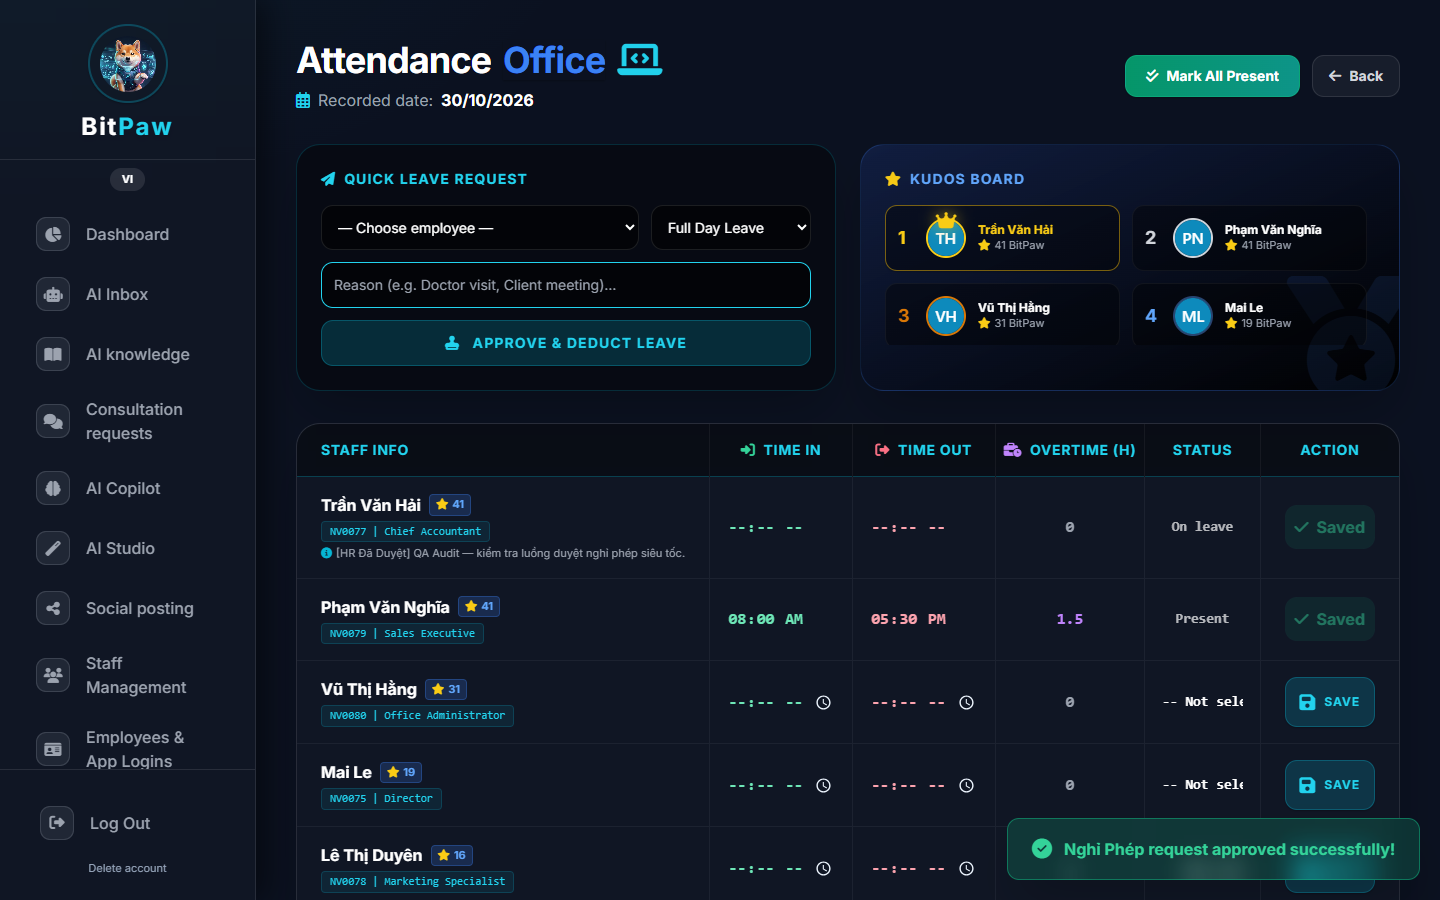 BitPaw
VI
Dashboard
AI Inbox
AI knowledge
Consultation
requests
AI Copilot
AI Studio
Social posting
Staff
Management
Employees &
App Logins
Log Out
Delete account
Attendance Office
Recorded date: 30/10/2026
Mark All Present
Back
QUICK LEAVE REQUEST
— Choose employee —
Full Day Leave
Reason (e.g. Doctor visit, Client meeting)...
APPROVE & DEDUCT LEAVE
KUDOS BOARD
1 TH Trần Văn Hải
41 BitPaw
2 PN Phạm Văn Nghĩa
41 BitPaw
3 VH Vũ Thị Hằng
31 BitPaw
4 ML Mai Le
19 BitPaw
STAFF INFO TIME IN TIME OUT OVERTIME (H) STATUS ACTION
Trần Văn Hải 41
NV0077 | Chief Accountant
[HR Đã Duyệt] QA Audit — kiểm tra luồng duyệt nghỉ phép siêu tốc.
--:-- -- --:-- -- 0 On leave Saved
Phạm Văn Nghĩa 41
NV0079 | Sales Executive
08:00 AM 05:30 PM 1.5 Present Saved
Vũ Thị Hằng 31
NV0080 | Office Administrator
--:-- -- --:-- -- 0 -- Not sele SAVE
Mai Le 19
NV0075 | Director
--:-- -- --:-- -- 0 -- Not sele SAVE
Lê Thị Duyên 16
NV0078 | Marketing Specialist
--:-- -- --:-- --
Nghỉ Phép request approved successfully!